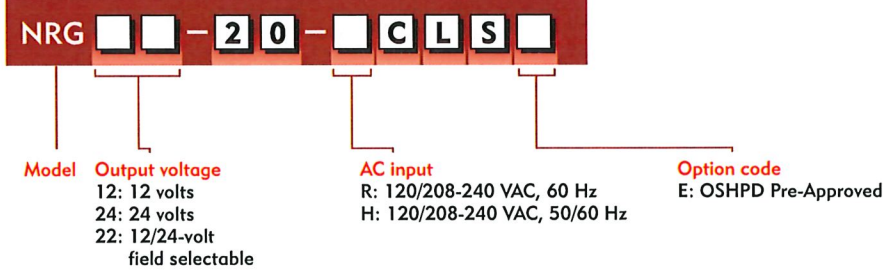 NRG – 2 0 – C L S
Model
Output voltage
12: 12 volts
24: 24 volts
22: 12/24-volt
field selectable
AC input
R: 120/208-240 VAC, 60 Hz
H: 120/208-240 VAC, 50/60 Hz
Option code
E: OSHPD Pre-Approved